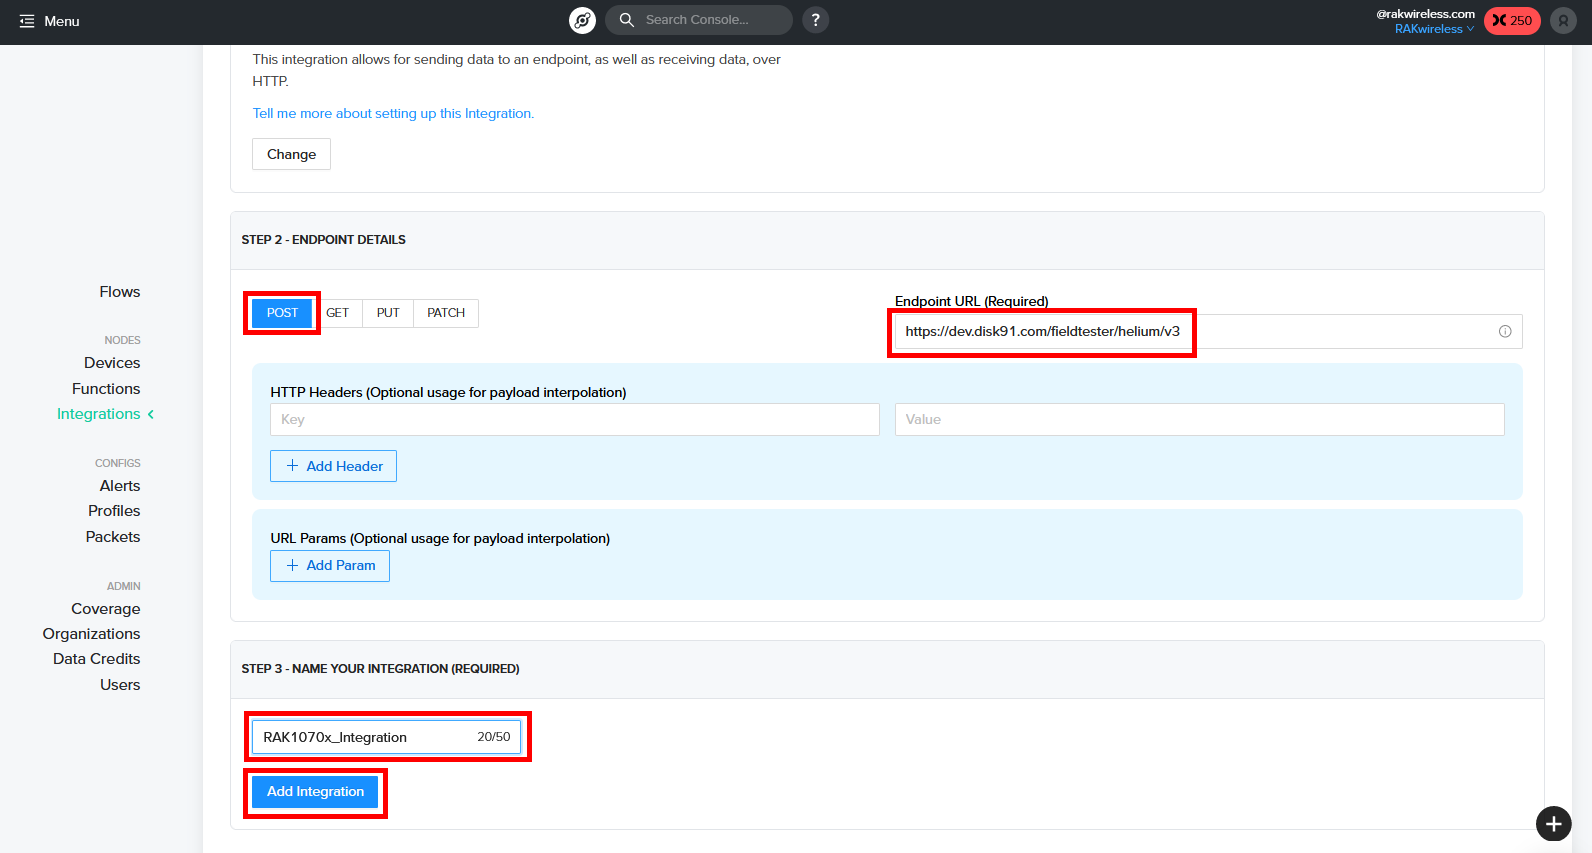 Menu
Search Console...
?
@rakwireless.com
RAKwireless
250
This integration allows for sending data to an endpoint, as well as receiving data, over
HTTP.
Tell me more about setting up this Integration.
Change
STEP 2 - ENDPOINT DETAILS
POST GET PUT PATCH
Endpoint URL (Required)
https://dev.disk91.com/fieldtester/helium/v3
HTTP Headers (Optional usage for payload interpolation)
Key
Value
+ Add Header
URL Params (Optional usage for payload interpolation)
+ Add Param
STEP 3 - NAME YOUR INTEGRATION (REQUIRED)
RAK1070x_Integration 20/50
Add Integration
Flows
NODES
Devices
Functions
Integrations
CONFIGS
Alerts
Profiles
Packets
ADMIN
Coverage
Organizations
Data Credits
Users